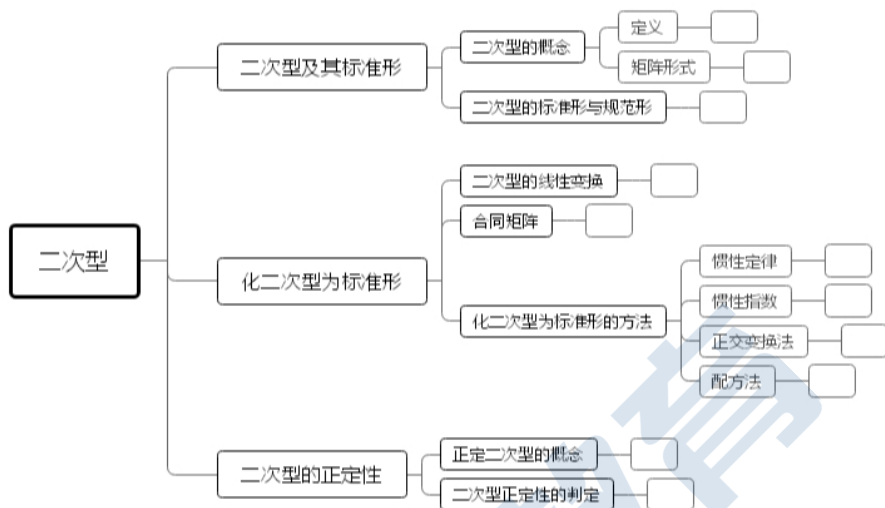 二次型
二次型及其标准形
二次型的概念
定义
矩阵形式
二次型的标准形与规范形
化二次型为标准形
二次型的线性变换
合同矩阵
化二次型为标准形的方法
惯性定律
惯性指数
正交变换法
配方法
二次型的正定性
正定二次型的概念
二次型正定性的判定
教育